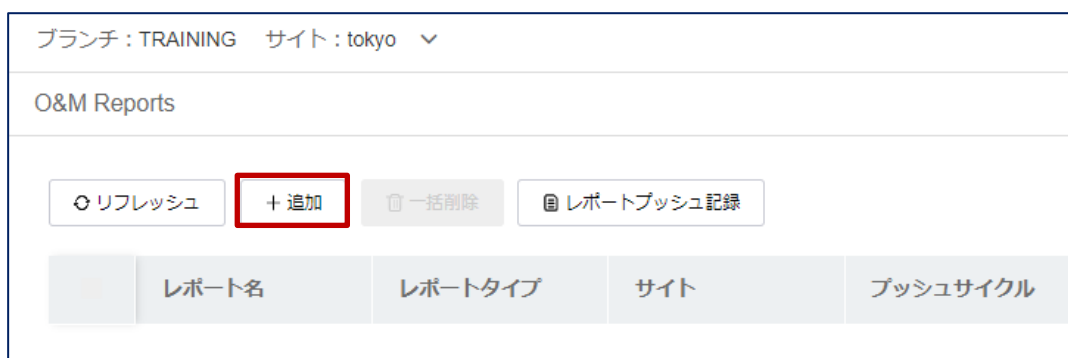 ブランチ : TRAINING サイト : tokyo
O&M Reports
リフレッシュ + 追加 一括削除 レポートプッシュ記録
レポート名 レポートタイプ サイト プッシュサイクル